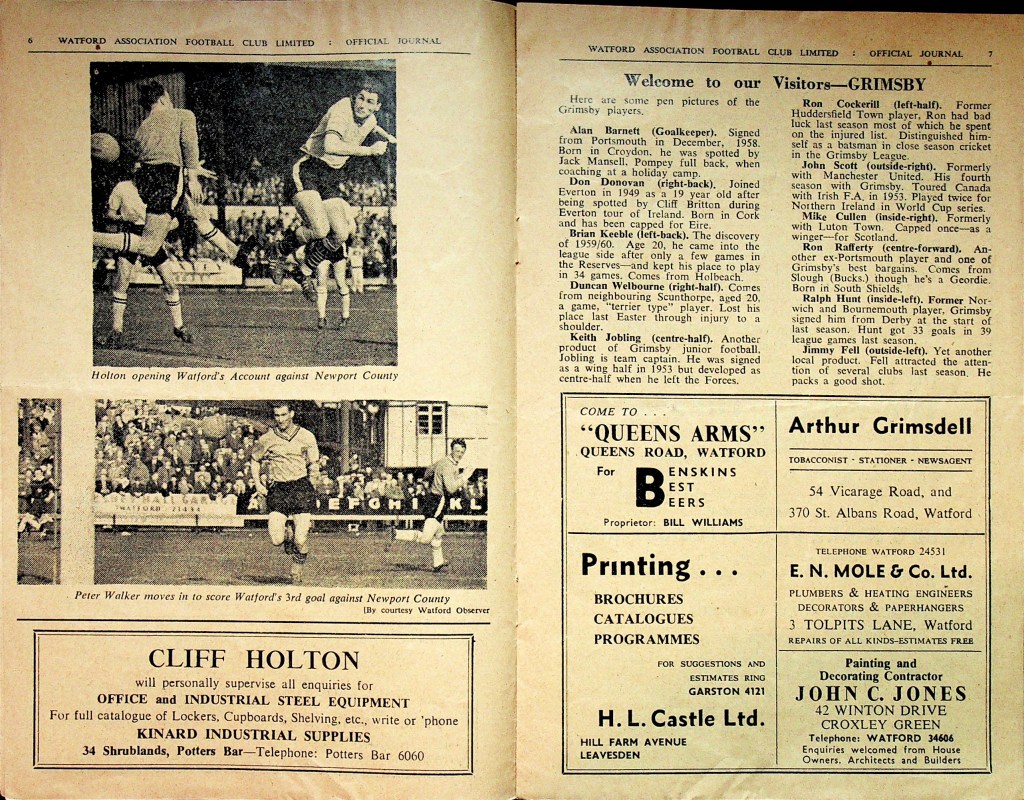 6 WATFORD ASSOCIATION FOOTBALL CLUB LIMITED : OFFICIAL JOURNAL
Holton opening Watford's Account against Newport County
WATFORD 21434
A B C D E F G H I J K L
Peter Walker moves in to score Watford's 3rd goal against Newport County
[By courtesy Watford Observer
CLIFF HOLTON
will personally supervise all enquiries for
OFFICE and INDUSTRIAL STEEL EQUIPMENT
For full catalogue of Lockers, Cupboards, Shelving, etc., write or 'phone
KINARD INDUSTRIAL SUPPLIES
34 Shrublands, Potters Bar—Telephone: Potters Bar 6060
WATFORD ASSOCIATION FOOTBALL CLUB LIMITED : OFFICIAL JOURNAL 7
Welcome to our Visitors—GRIMSBY
Here are some pen pictures of the
Grimsby players.
Alan Barnett (Goalkeeper). Signed
from Portsmouth in December, 1958.
Born in Croydon, he was spotted by
Jack Mansell, Pompey full back, when
coaching at a holiday camp.
Don Donovan (right-back). Joined
Everton in 1949 as a 19 year old after
being spotted by Cliff Britton during
Everton tour of Ireland. Born in Cork
and has been capped for Eire.
Brian Keeble (left-back). The discovery
of 1959/60. Age 20, he came into the
league side after only a few games in
the Reserves—and kept his place to play
in 34 games. Comes from Holbeach.
Duncan Welbourne (right-half). Comes
from neighbouring Scunthorpe, aged 20,
a game, "terrier type" player. Lost his
place last Easter through injury to a
shoulder.
Keith Jobling (centre-half). Another
product of Grimsby junior football.
Jobling is team captain. He was signed
as a wing half in 1953 but developed as
centre-half when he left the Forces.
Ron Cockerill (left-half). Former
Huddersfield Town player, Ron had bad
luck last season most of which he spent
on the injured list. Distinguished him-
self as a batsman in close season cricket
in the Grimsby League.
John Scott (outside-right). Formerly
with Manchester United. His fourth
season with Grimsby. Toured Canada
with Irish F.A. in 1953. Played twice for
Northern Ireland in World Cup series.
Mike Cullen (inside-right). Formerly
with Luton Town. Capped once—as a
winger—for Scotland.
Ron Rafferty (centre-forward). An-
other ex-Portsmouth player and one of
Grimsby's best bargains. Comes from
Slough (Bucks.) though he's a Geordie.
Born in South Shields.
Ralph Hunt (inside-left). Former Nor-
wich and Bournemouth player. Grimsby
signed him from Derby at the start of
last season. Hunt got 33 goals in 39
league games last season.
Jimmy Fell (outside-left). Yet another
local product. Fell attracted the atten-
tion of several clubs last season. He
packs a good shot.
COME TO . . .
"QUEENS ARMS"
QUEENS ROAD, WATFORD
For BENSKINS
BEST
BEERS
Proprietor: BILL WILLIAMS
Arthur Grimsdell
TOBACCONIST - STATIONER - NEWSAGENT
54 Vicarage Road, and
370 St. Albans Road, Watford
Printing . . .
BROCHURES
CATALOGUES
PROGRAMMES
FOR SUGGESTIONS AND
ESTIMATES RING
GARSTON 4121
H. L. Castle Ltd.
HILL FARM AVENUE
LEAVESDEN
TELEPHONE WATFORD 24531
E. N. MOLE & Co. Ltd.
PLUMBERS & HEATING ENGINEERS
DECORATORS & PAPERHANGERS
3 TOLPITS LANE, Watford
REPAIRS OF ALL KINDS-ESTIMATES FREE
Painting and
Decorating Contractor
JOHN C. JONES
42 WINTON DRIVE
CROXLEY GREEN
Telephone: WATFORD 34606
Enquiries welcomed from House
Owners, Architects and Builders